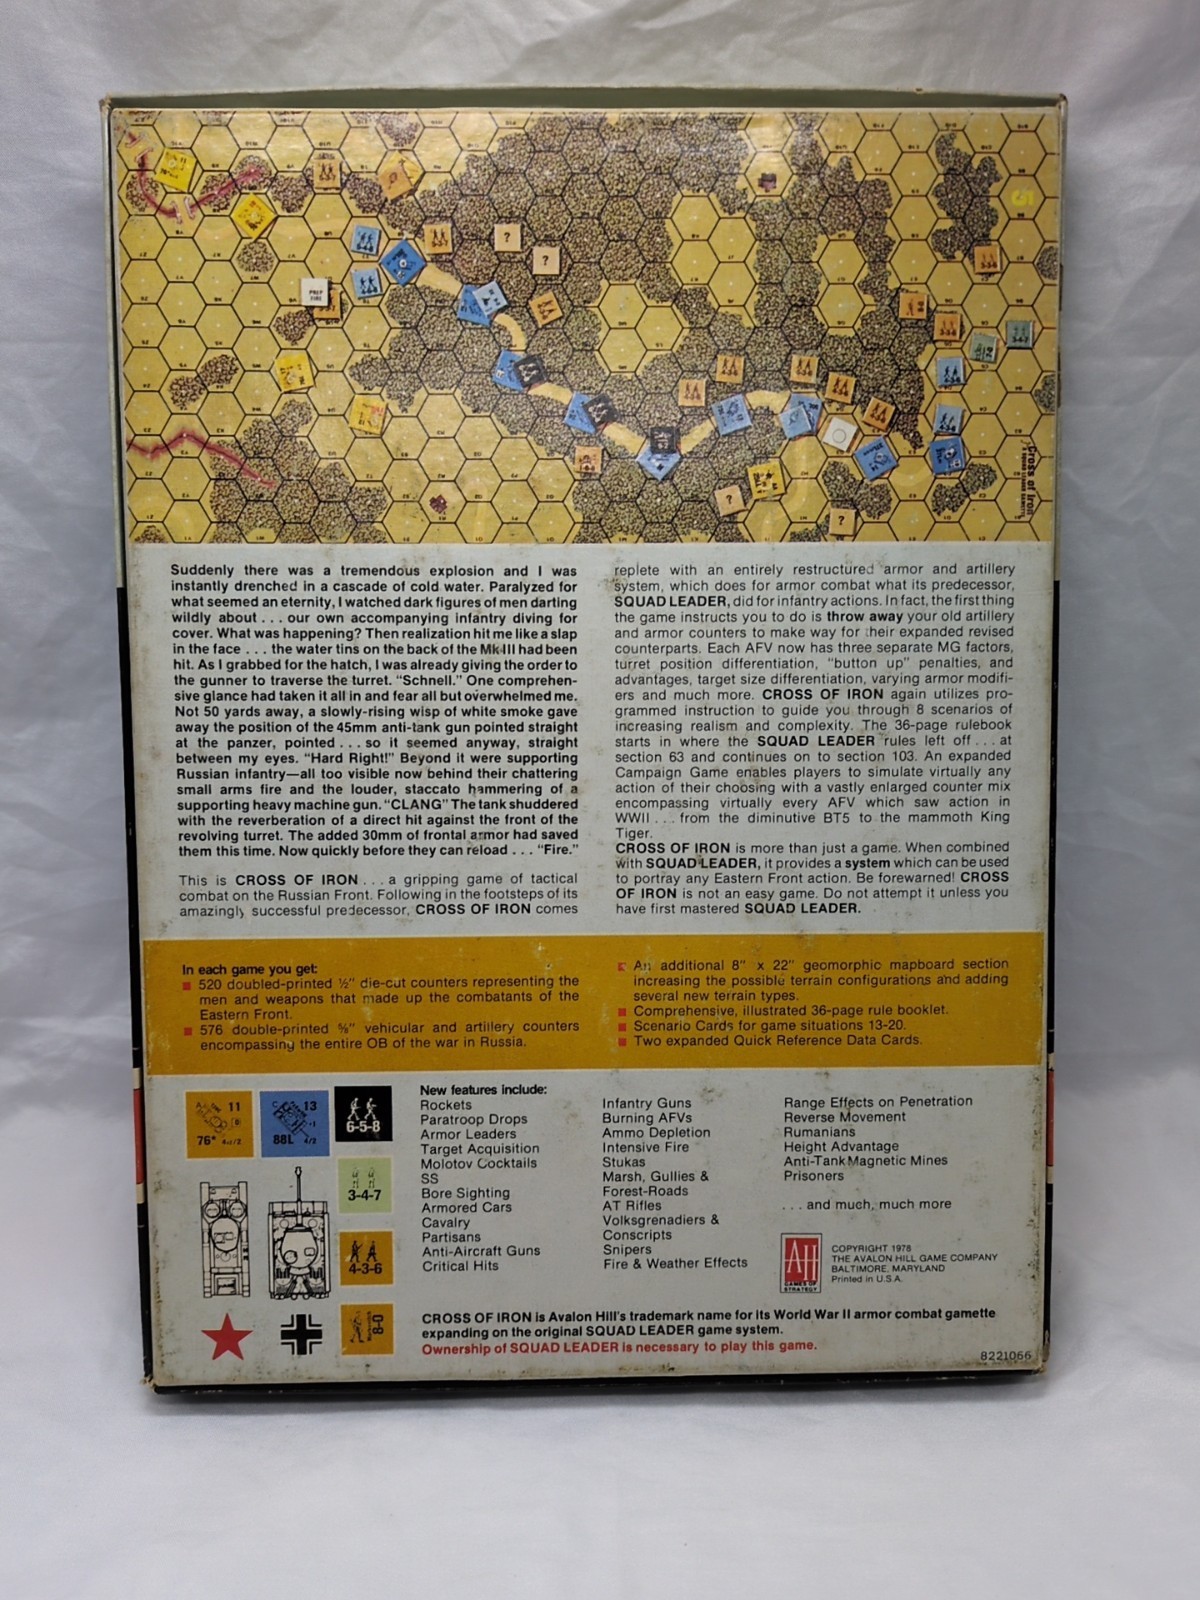 ?
?
PREP
FIRE
?
?
Cross of Iron
Suddenly there was a tremendous explosion and I was
instantly drenched in a cascade of cold water. Paralyzed for
what seemed an eternity, I watched dark figures of men darting
wildly about . . . our own accompanying infantry diving for
cover. What was happening? Then realization hit me like a slap
in the face . . . the water tins on the back of the Mk III had been
hit. As I grabbed for the hatch, I was already giving the order to
the gunner to traverse the turret. “Schnell.” One comprehen-
sive glance had taken it all in and fear all but overwhelmed me.
Not 50 yards away, a slowly-rising wisp of white smoke gave
away the position of the 45mm anti-tank gun pointed straight
at the panzer, pointed . . . so it seemed anyway, straight
between my eyes. “Hard Right!” Beyond it were supporting
Russian infantry—all too visible now behind their chattering
small arms fire and the louder, staccato hammering of a
supporting heavy machine gun. “CLANG” The tank shuddered
with the reverberation of a direct hit against the front of the
revolving turret. The added 30mm of frontal armor had saved
them this time. Now quickly before they can reload . . . “Fire.”
This is CROSS OF IRON . . . a gripping game of tactical
combat on the Russian Front. Following in the footsteps of its
amazingly successful predecessor, CROSS OF IRON comes
replete with an entirely restructured armor and artillery
system, which does for armor combat what its predecessor,
SQUAD LEADER, did for infantry actions. In fact, the first thing
the game instructs you to do is throw away your old artillery
and armor counters to make way for their expanded revised
counterparts. Each AFV now has three separate MG factors,
turret position differentiation, “button up” penalties, and
advantages, target size differentiation, varying armor modifi-
ers and much more. CROSS OF IRON again utilizes pro-
grammed instruction to guide you through 8 scenarios of
increasing realism and complexity. The 36-page rulebook
starts in where the SQUAD LEADER rules left off . . . at
section 63 and continues on to section 103. An expanded
Campaign Game enables players to simulate virtually any
action of their choosing with a vastly enlarged counter mix
encompassing virtually every AFV which saw action in
WWII . . . from the diminutive BT5 to the mammoth King
Tiger.
CROSS OF IRON is more than just a game. When combined
with SQUAD LEADER, it provides a system which can be used
to portray any Eastern Front action. Be forewarned! CROSS
OF IRON is not an easy game. Do not attempt it unless you
have first mastered SQUAD LEADER.
In each game you get:
520 doubled-printed ½” die-cut counters representing the
men and weapons that made up the combatants of the
Eastern Front.
576 double-printed ⅝” vehicular and artillery counters
encompassing the entire OB of the war in Russia.
An additional 8” x 22” geomorphic mapboard section
increasing the possible terrain configurations and adding
several new terrain types.
Comprehensive, illustrated 36-page rule booklet.
Scenario Cards for game situations 13-20.
Two expanded Quick Reference Data Cards.
A 11
76* 4/1/2
C 13
-1
88L 4/2
6-5-8
3-4-7
4-3-6
8-0
New features include:
Rockets
Paratroop Drops
Armor Leaders
Target Acquisition
Molotov Cocktails
SS
Bore Sighting
Armored Cars
Cavalry
Partisans
Anti-Aircraft Guns
Critical Hits
Infantry Guns
Burning AFVs
Ammo Depletion
Intensive Fire
Stukas
Marsh, Gullies &
Forest-Roads
AT Rifles
Volksgrenadiers &
Conscripts
Snipers
Fire & Weather Effects
Range Effects on Penetration
Reverse Movement
Rumanians
Height Advantage
Anti-Tank Magnetic Mines
Prisoners
. . . and much, much more
AH
GAMES OF
STRATEGY
COPYRIGHT 1978
THE AVALON HILL GAME COMPANY
BALTIMORE, MARYLAND
Printed in U.S.A.
CROSS OF IRON is Avalon Hill's trademark name for its World War II armor combat gamette
expanding on the original SQUAD LEADER game system.
Ownership of SQUAD LEADER is necessary to play this game.
8221066